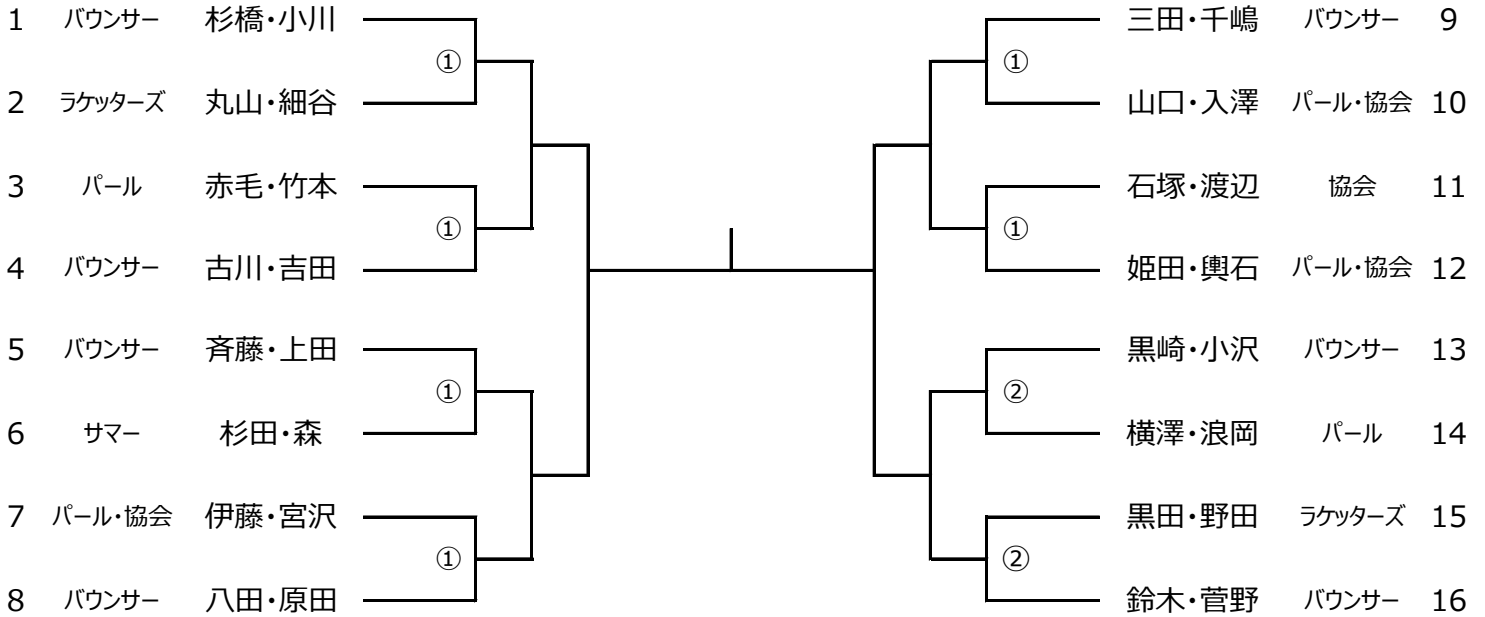 1 バウンサー 杉橋・小川 三田・千嶋 バウンサー 9
① ①
2 ラケッターズ 丸山・細谷 山口・入澤 パール・協会 10
3 パール 赤毛・竹本 石塚・渡辺 協会 11
① ①
4 バウンサー 古川・吉田 姫田・輿石 パール・協会 12
5 バウンサー 斉藤・上田 黒崎・小沢 バウンサー 13
① ②
6 サマー 杉田・森 横澤・浪岡 パール 14
7 パール・協会 伊藤・宮沢 黒田・野田 ラケッターズ 15
① ②
8 バウンサー 八田・原田 鈴木・菅野 バウンサー 16